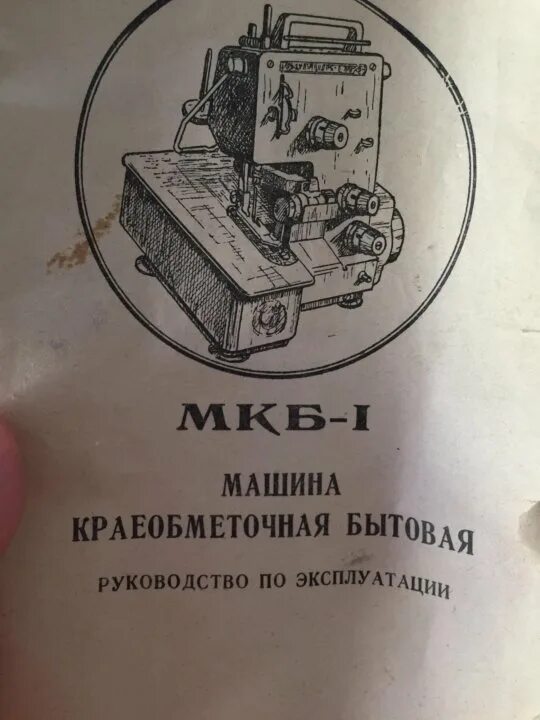 МКБ-1
МАШИНА
КРАЕОБМЕТОЧНАЯ БЫТОВАЯ
РУКОВОДСТВО ПО ЭКСПЛУАТАЦИИ